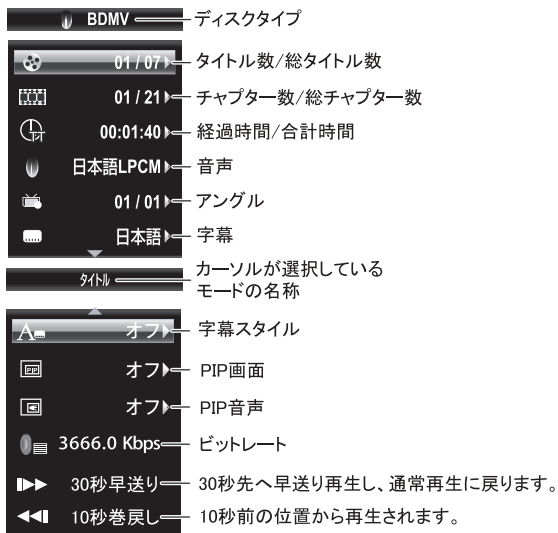 BDMV ディスクタイプ
01 / 07 タイトル数/総タイトル数
01 / 21 チャプター数/総チャプター数
00:01:40 経過時間/合計時間
日本語LPCM 音声
01 / 01 アングル
日本語 字幕
タイトル カーソルが選択している
モードの名称
A オフ 字幕スタイル
PIP オフ PIP画面
オフ PIP音声
3666.0 Kbps ビットレート
30秒早送り 30秒先へ早送り再生し、通常再生に戻ります。
10秒巻戻し 10秒前の位置から再生されます。